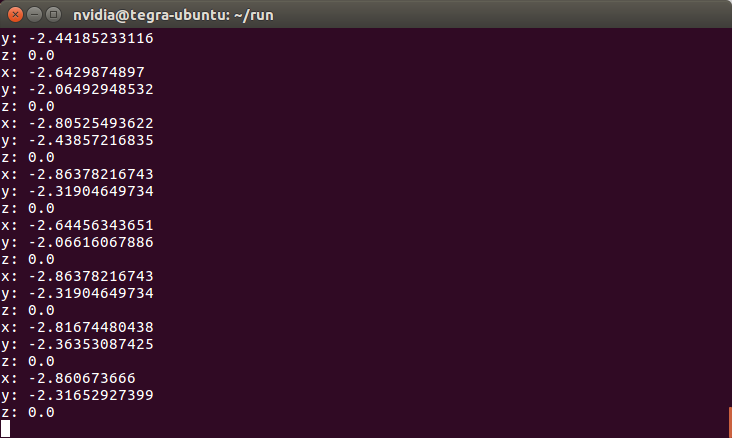 nvidia@tegra-ubuntu: ~/run
y: -2.44185233116
z: 0.0
x: -2.6429874897
y: -2.06492948532
z: 0.0
x: -2.80525493622
y: -2.43857216835
z: 0.0
x: -2.86378216743
y: -2.31904649734
z: 0.0
x: -2.64456343651
y: -2.06616067886
z: 0.0
x: -2.86378216743
y: -2.31904649734
z: 0.0
x: -2.81674480438
y: -2.36353087425
z: 0.0
x: -2.860673666
y: -2.31652927399
z: 0.0